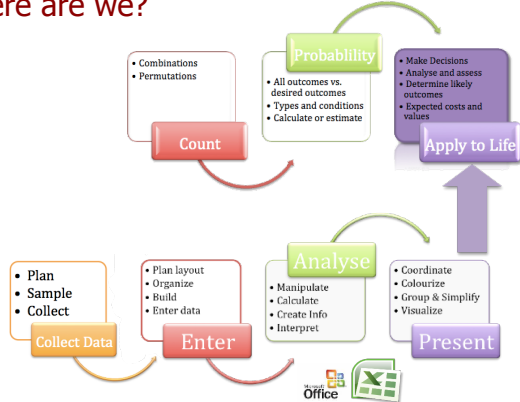 ere are we?
Probablility
• Combinations
• Permutations
Count
• All outcomes vs.
desired outcomes
• Types and conditions
• Calculate or estimate
• Make Decisions
• Analyse and assess
• Determine likely
outcomes
• Expected costs and
values
Apply to Life
• Plan
• Sample
• Collect
Collect Data
• Plan layout
• Organize
• Build
• Enter data
Enter
Analyse
• Manipulate
• Calculate
• Create Info
• Interpret
• Coordinate
• Colourize
• Group & Simplify
• Visualize
Present
Microsoft
Office